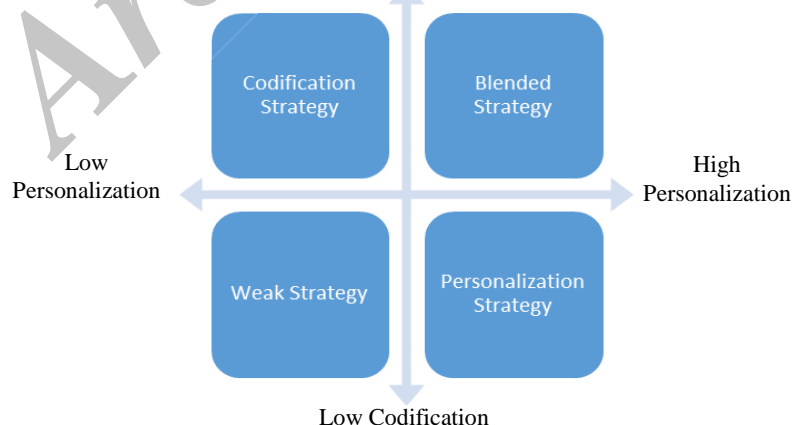 Codification
Strategy
Blended
Strategy
Low
Personalization
High
Personalization
Weak Strategy
Personalization
Strategy
Low Codification